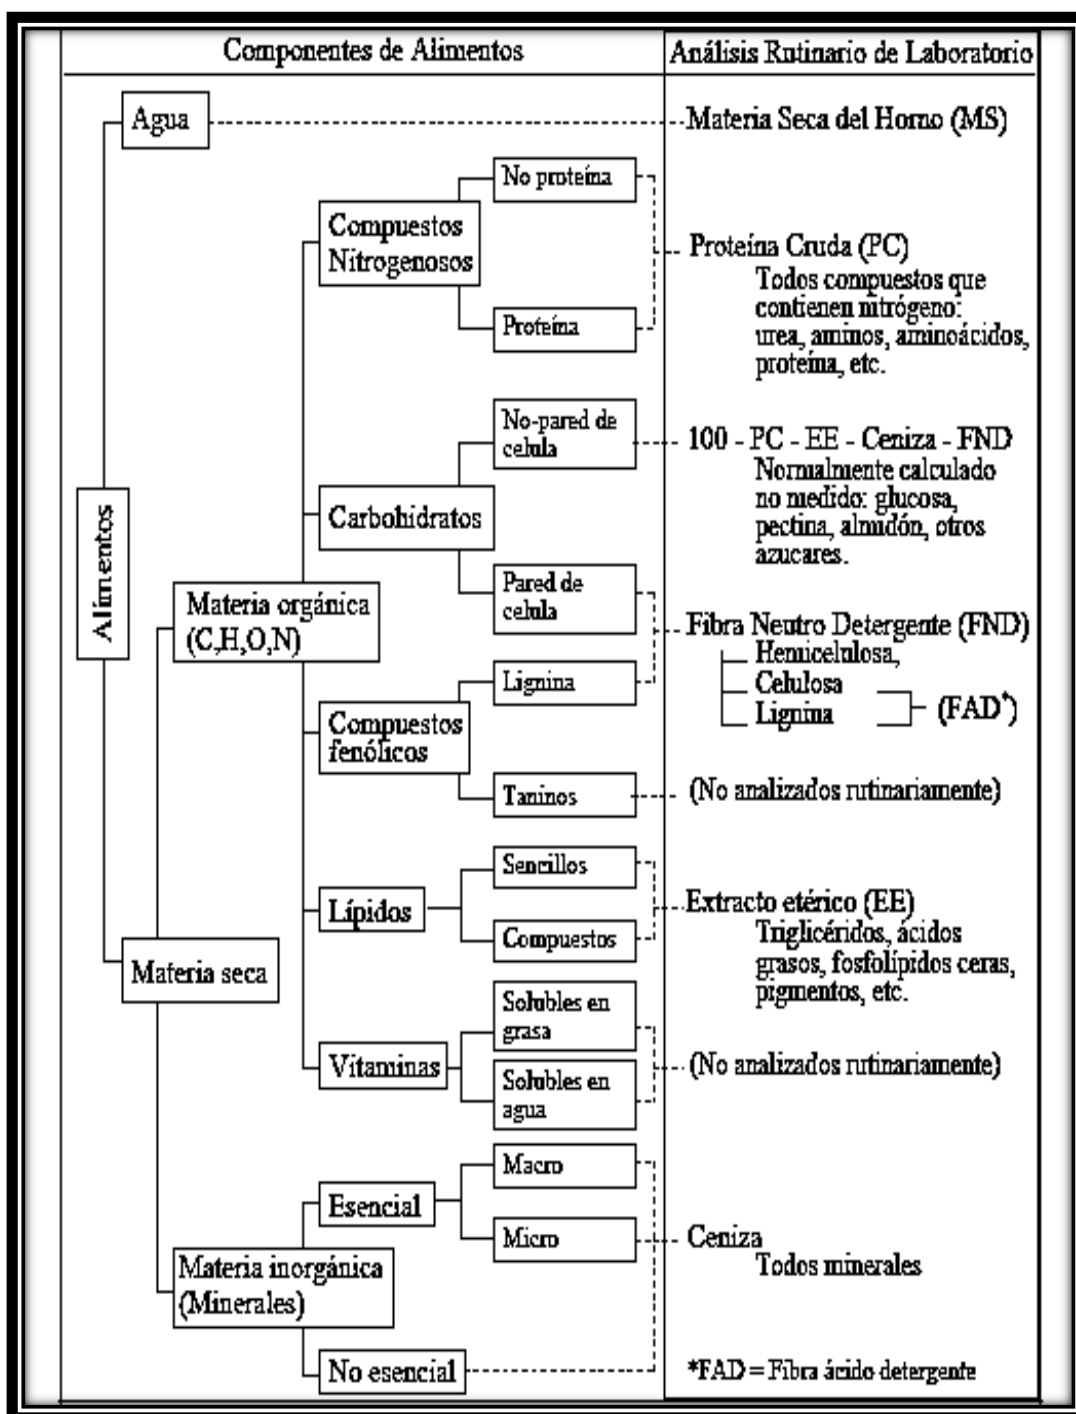 Componentes de Alimentos
Análisis Rutinario de Laboratorio
Agua
Materia Seca del Horno (MS)
No proteína
Compuestos
Nitrogenosos
Proteína
Proteína Cruda (PC)
Todos compuestos que
contienen nitrógeno:
urea, aminos, aminoácidos,
proteína, etc.
No-pared de
celula
100 - PC - EE - Ceniza - FND
Normalmente calculado
no medido: glucosa,
pectina, almidón, otros
azucares.
Carbohidratos
Pared de
celula
Alimentos
Materia orgánica
(C,H,O,N)
Fibra Neutro Detergente (FND)
Hemicelulosa,
Celulosa
Lignina
(FAD*)
Lignina
Compuestos
fenólicos
Taninos
(No analizados rutinariamente)
Sencillos
Lípidos
Compuestos
Extracto etérico (EE)
Triglicéridos, ácidos
grasos, fosfolípidos ceras,
pigmentos, etc.
Materia seca
Solubles en
grasa
Vitaminas
Solubles en
agua
(No analizados rutinariamente)
Macro
Esencial
Micro
Ceniza
Todos minerales
Materia inorgánica
(Minerales)
No esencial
*FAD = Fibra ácido detergente